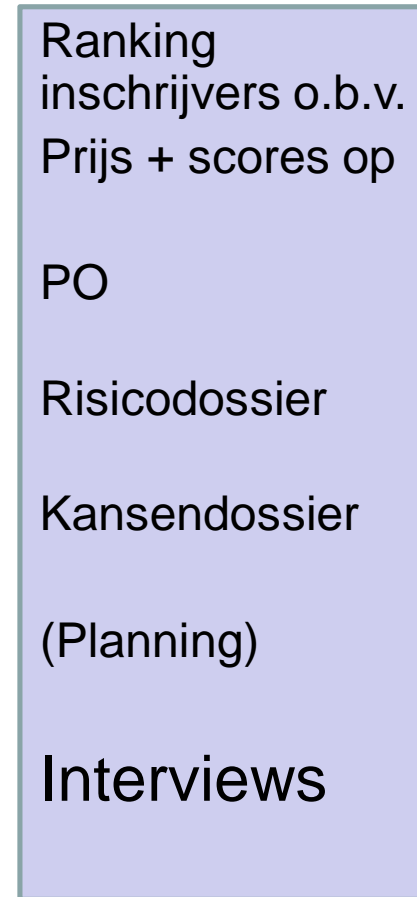 Ranking
inschrijvers o.b.v.
Prijs + scores op
PO
Risicodossier
Kansendossier
(Planning)
Interviews